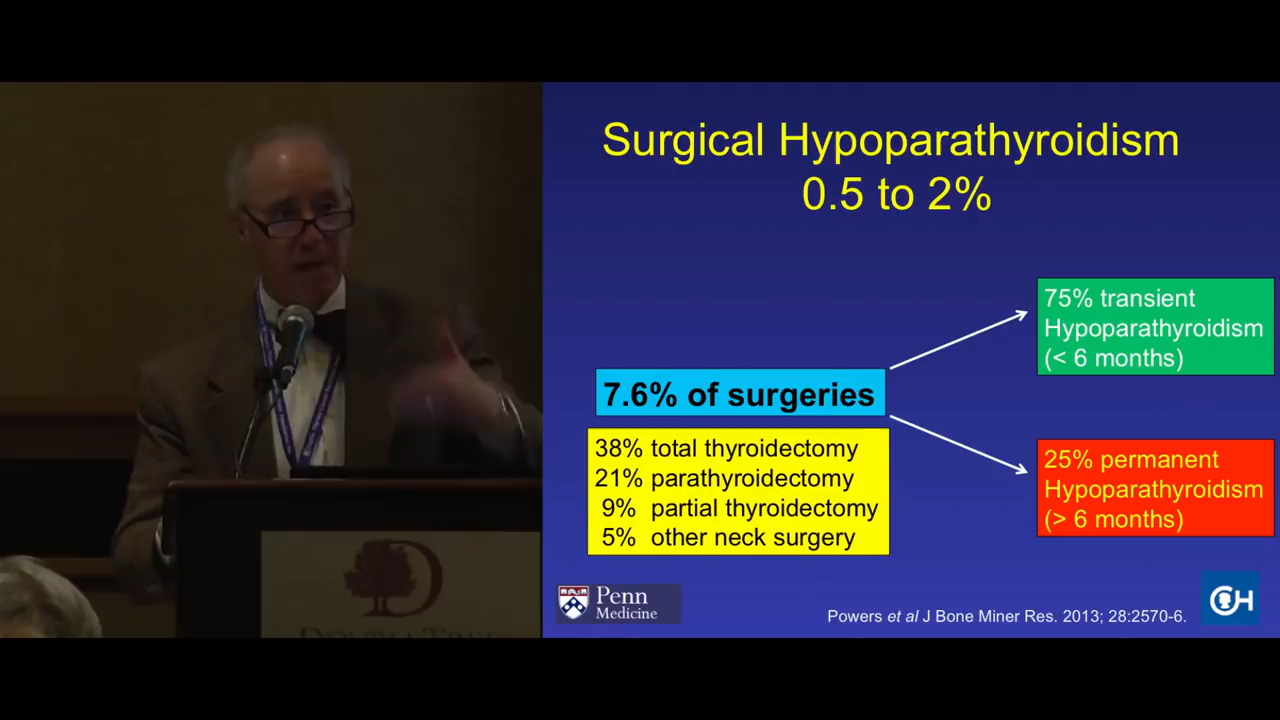 Surgical Hypoparathyroidism
0.5 to 2%
75% transient
Hypoparathyroidism
(< 6 months)
7.6% of surgeries
38% total thyroidectomy
21% parathyroidectomy
9% partial thyroidectomy
5% other neck surgery
25% permanent
Hypoparathyroidism
(> 6 months)
Penn
Medicine
Powers et al J Bone Miner Res. 2013; 28:2570-6.
CH
DOUBLETREE